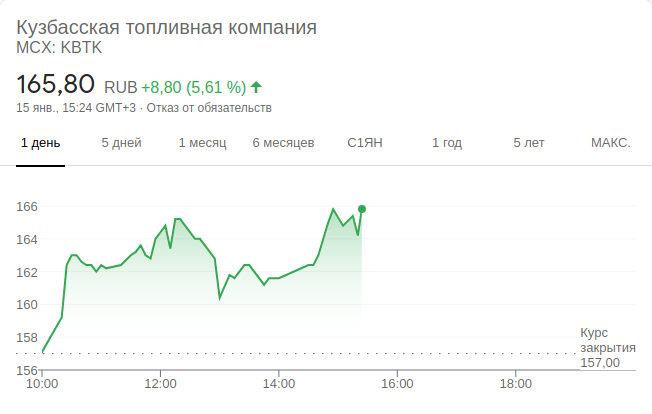 Кузбасская топливная компания
MCX: KBTK
165,80 RUB +8,80 (5,61 %)
15 янв., 15:24 GMT+3 · Отказ от обязательств
1 день 5 дней 1 месяц 6 месяцев С1ЯН 1 год 5 лет МАКС.
166
164
162
160
158
156
Курс
закрытия
157,00
10:00 12:00 14:00 16:00 18:00